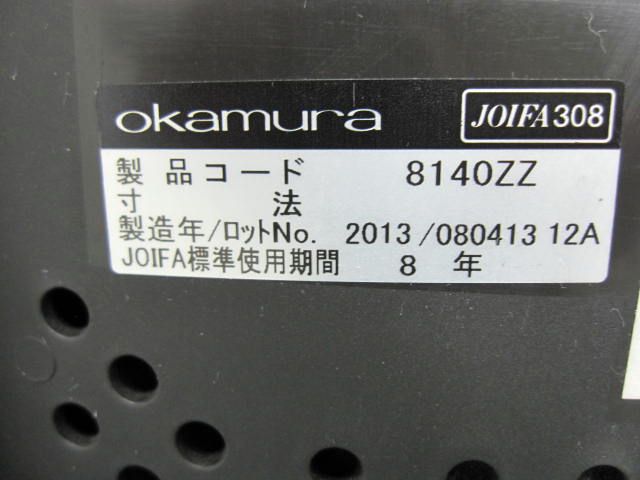 okamura JOIFA308
製品コード 8140ZZ
寸法
製造年/ロットNo. 2013/080413 12A
JOIFA標準使用期間 8 年